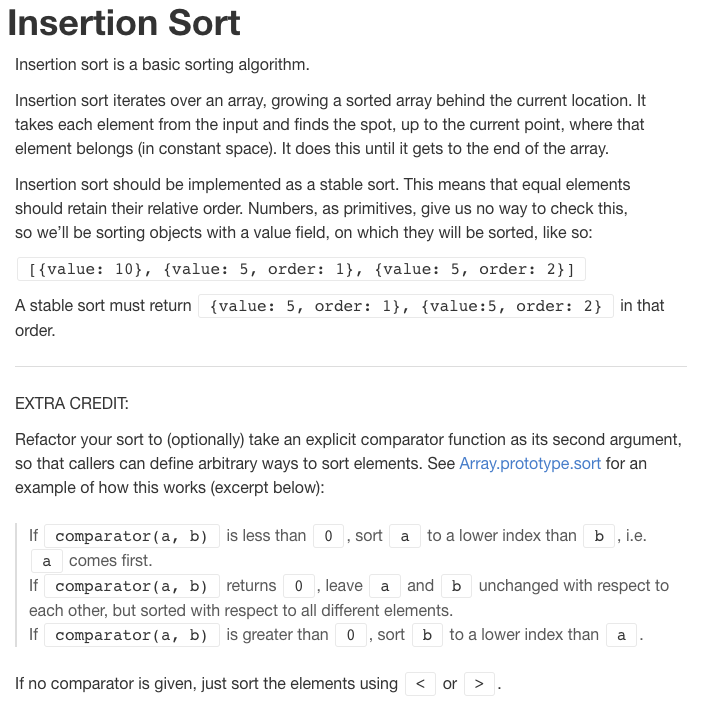 Insertion Sort
Insertion sort is a basic sorting algorithm.
Insertion sort iterates over an array, growing a sorted array behind the current location. It
takes each element from the input and finds the spot, up to the current point, where that
element belongs (in constant space). It does this until it gets to the end of the array.
Insertion sort should be implemented as a stable sort. This means that equal elements
should retain their relative order. Numbers, as primitives, give us no way to check this,
so we’ll be sorting objects with a value field, on which they will be sorted, like so:
[{value: 10}, {value: 5, order: 1}, {value: 5, order: 2}]
A stable sort must return {value: 5, order: 1}, {value:5, order: 2} in that
order.
EXTRA CREDIT:
Refactor your sort to (optionally) take an explicit comparator function as its second argument,
so that callers can define arbitrary ways to sort elements. See Array.prototype.sort for an
example of how this works (excerpt below):
If comparator(a, b) is less than 0 , sort a to a lower index than b , i.e.
a comes first.
If comparator(a, b) returns 0 , leave a and b unchanged with respect to
each other, but sorted with respect to all different elements.
If comparator(a, b) is greater than 0 , sort b to a lower index than a .
If no comparator is given, just sort the elements using < or > .